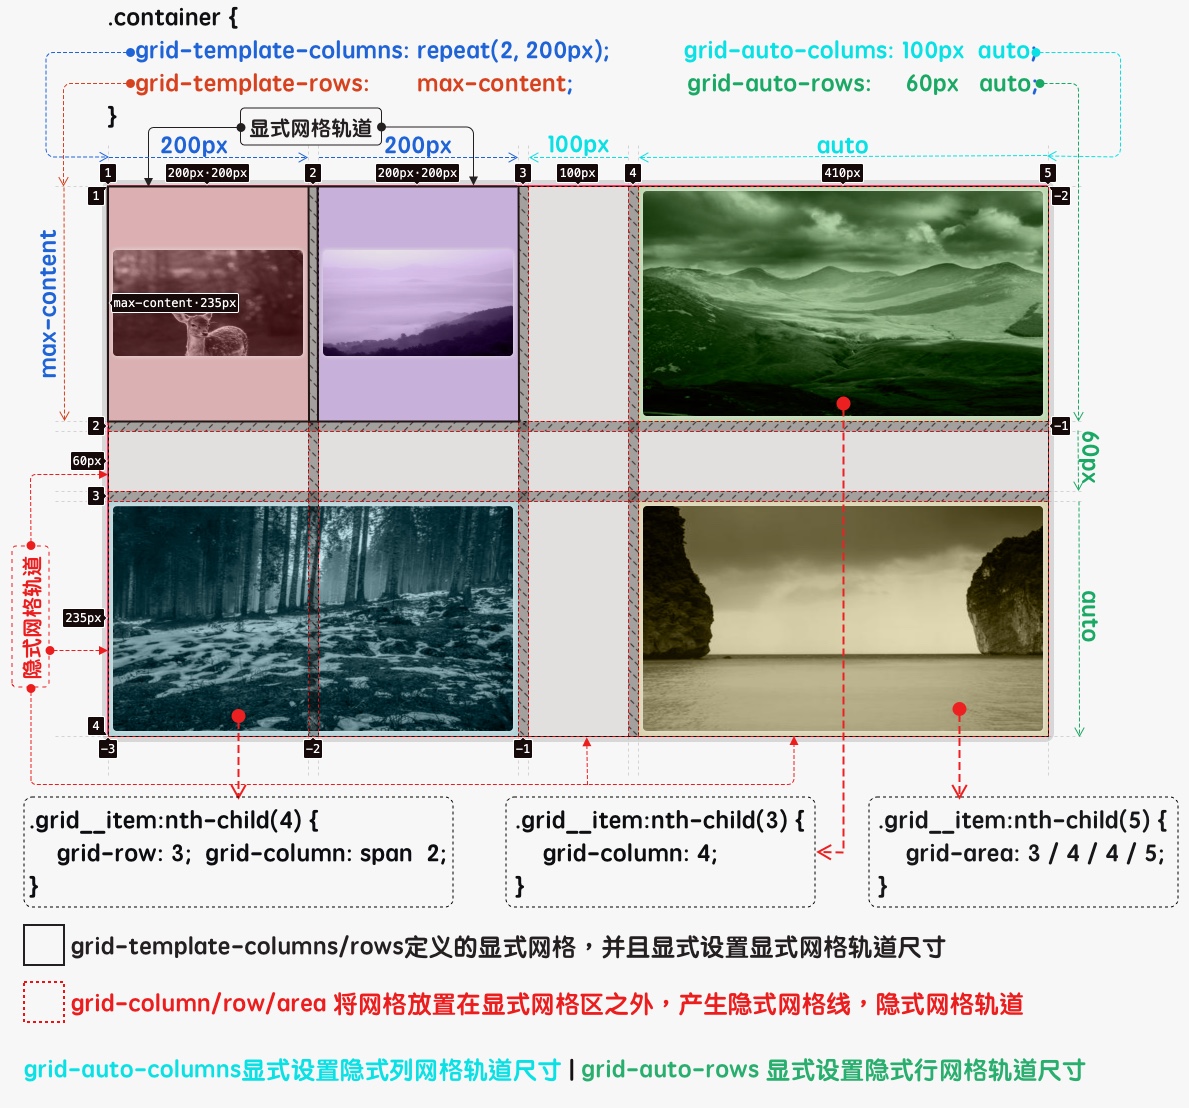 .container {
grid-template-columns: repeat(2, 200px);
grid-auto-colums: 100px auto;
grid-template-rows: max-content;
grid-auto-rows: 60px auto;
}
显式网格轨道
200px
200px
100px
auto
1
200px·200px
2
200px·200px
3
100px
4
410px
5
1
-2
max-content
max-content·235px
2
-1
60px
60px
3
隐式网格轨道
235px
auto
4
-3
-2
-1
.grid__item:nth-child(4) {
grid-row: 3; grid-column: span 2;
}
.grid__item:nth-child(3) {
grid-column: 4;
}
.grid__item:nth-child(5) {
grid-area: 3 / 4 / 4 / 5;
}
grid-template-columns/rows定义的显式网格，并且显式设置显式网格轨道尺寸
grid-column/row/area 将网格放置在显式网格区之外，产生隐式网格线，隐式网格轨道
grid-auto-columns显式设置隐式列网格轨道尺寸 | grid-auto-rows 显式设置隐式行网格轨道尺寸